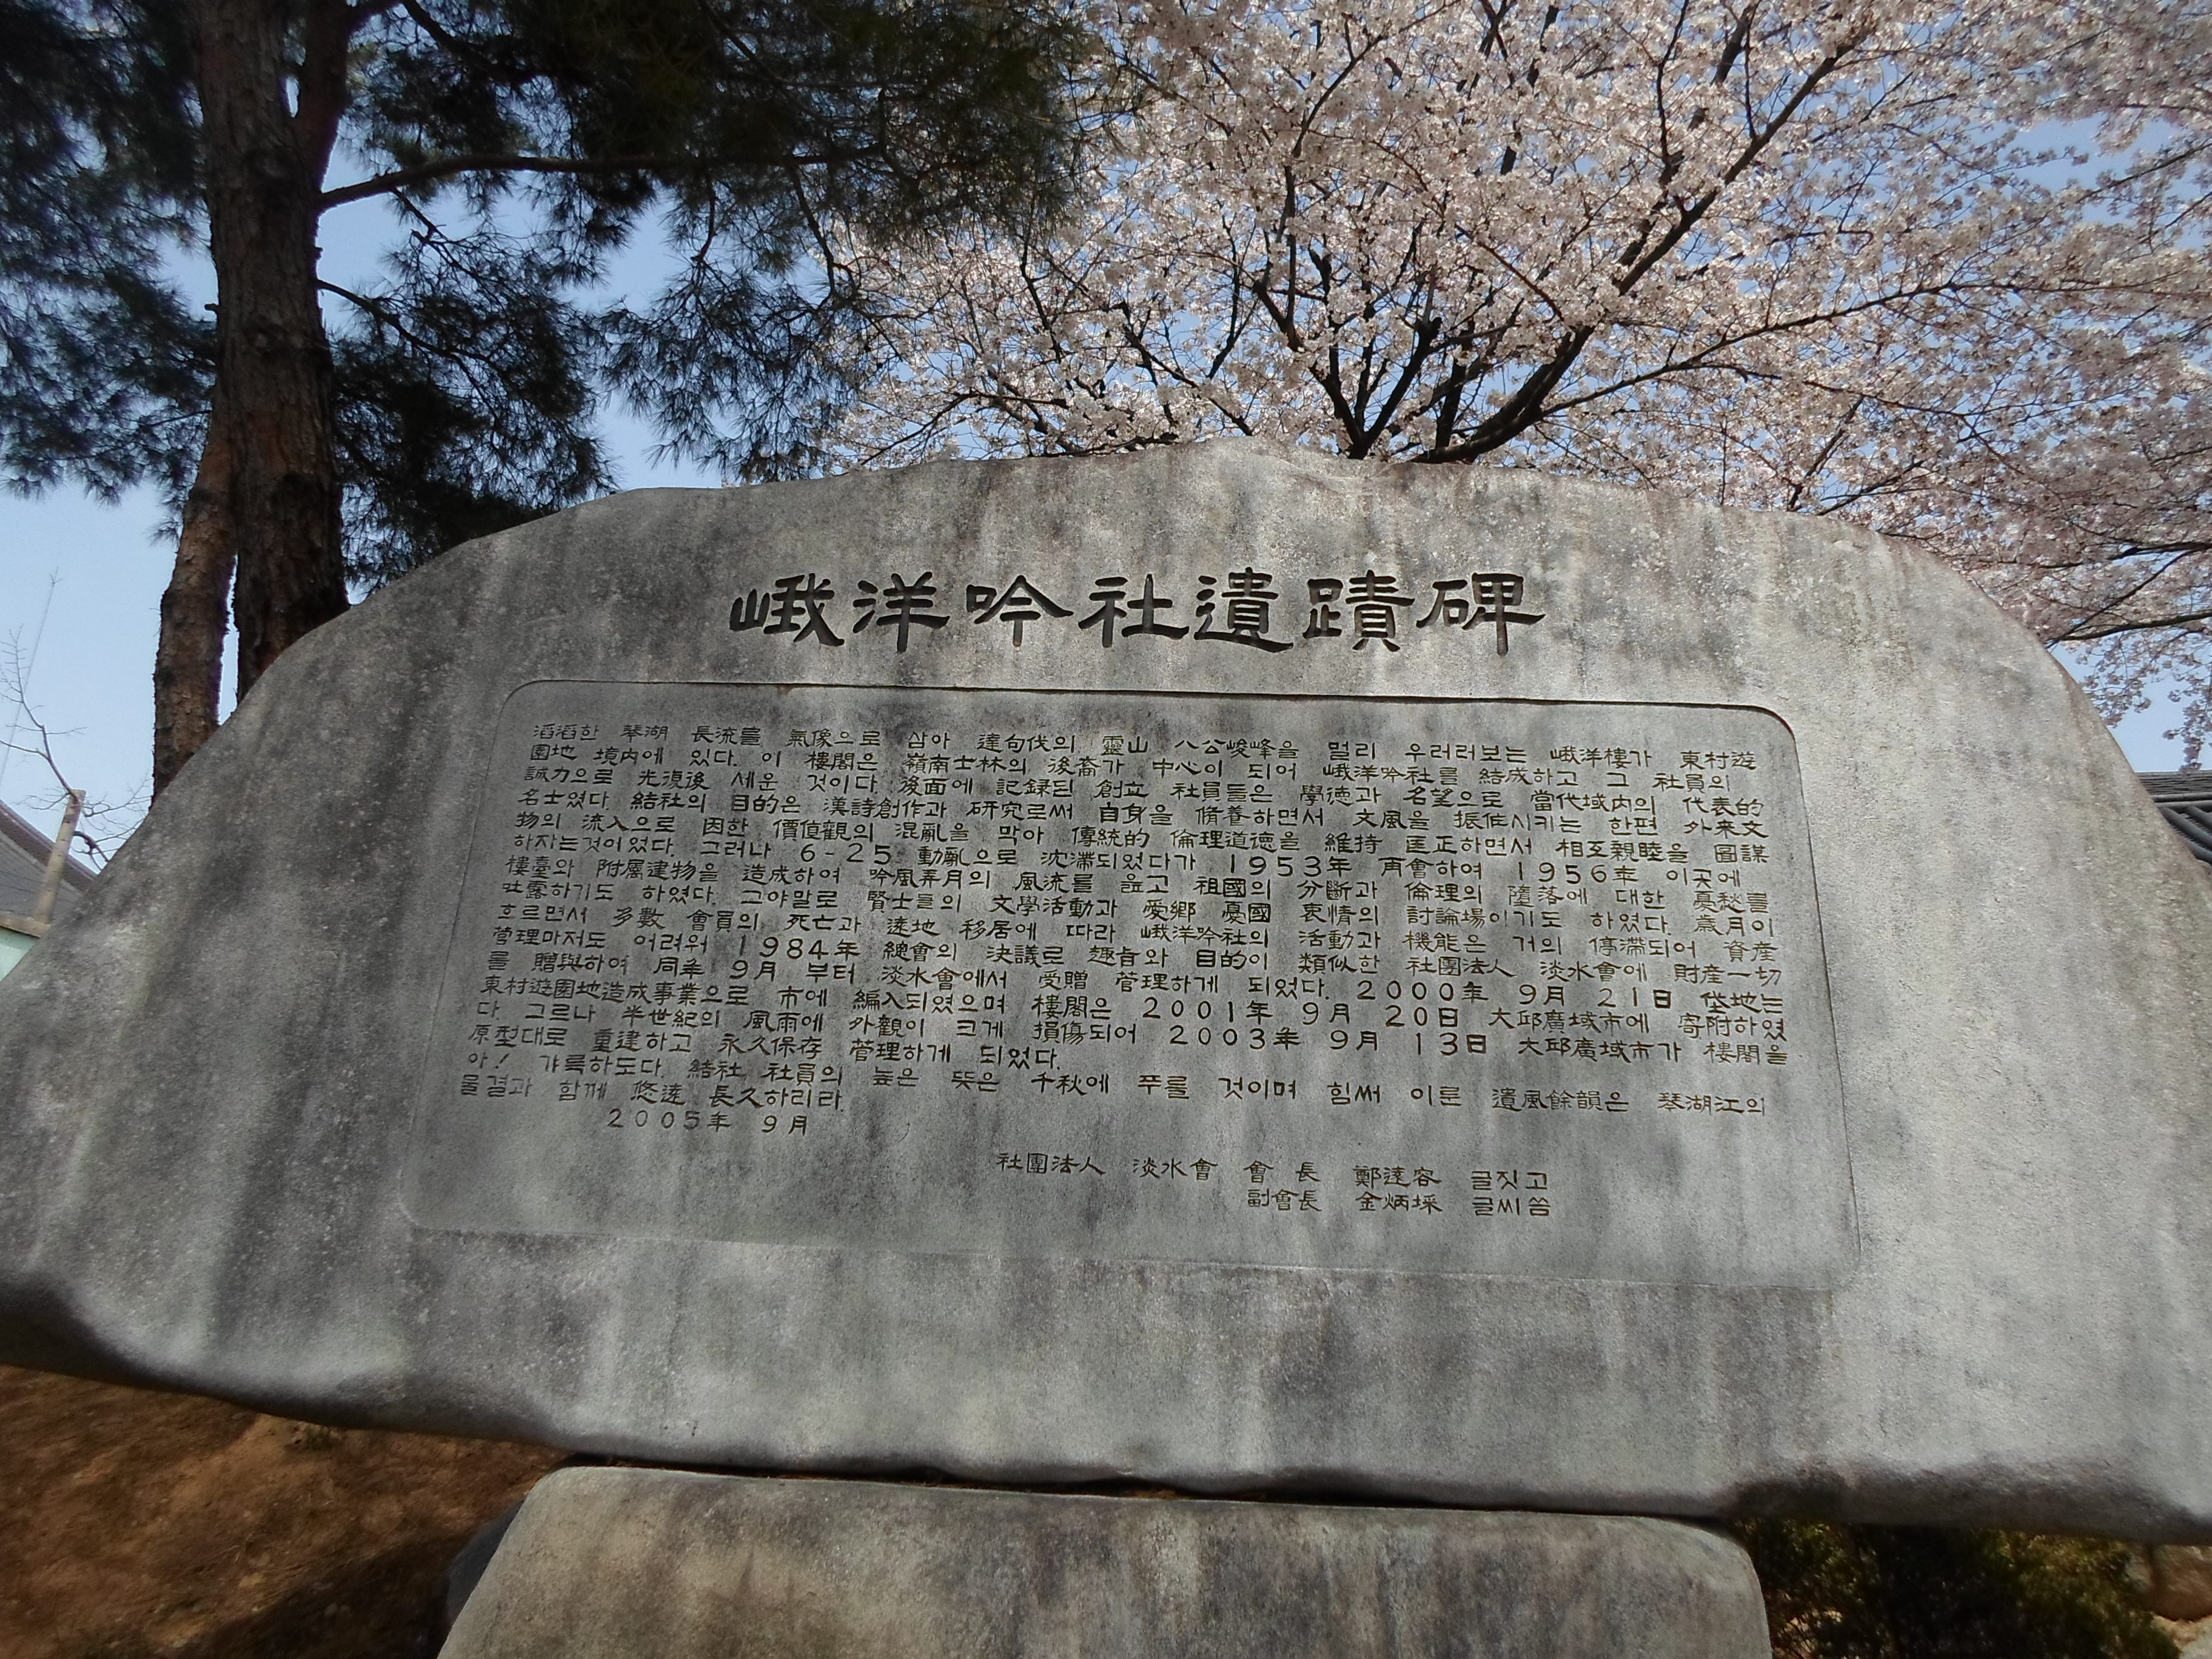 峨洋吟社遺蹟碑
滔滔한 琴湖 長流를 氣像으로 삼아 達句伐의 靈山 八公峻峰을 멀리 우러러보는 峨洋樓가 東村遊
園地 境内에 있다. 이 樓閣은 嶺南士林의 後裔가 中心이 되어 峨洋吟社를 結成하고 그 社員의
誠力으로 光復後 세운 것이다. 後面에 記録된 創立 社員들은 學德과 名望으로 當代域内의 代表的
名士였다. 結社의 目的은 漢詩創作과 研究로써 自身을 脩養하면서 文風을 振作시키는 한편 外来文
物의 流入으로 因한 價値觀의 混亂을 막아 傳統的 倫理道德을 維持 匡正하면서 相互親睦을 圖謀
하자는것이었다. 그러나 6-25 動亂으로 沈滯되었다가 1953年 再會하여 1956年 이곳에
樓臺와 附屬建物을 造成하여 吟風弄月의 風流를 즐고 祖國의 分斷과 倫理의 墮落에 대한 憂愁를
吐露하기도 하였다. 그야말로 賢士들의 文學活動과 愛鄉 憂國 衷情의 討論場이기도 하였다. 歲月이
흐르면서 多數 會員의 死亡과 遠地 移居에 따라 峨洋吟社의 活動과 機能은 거의 停滯되어 資産
管理마저도 어려워 1984年 總會의 決議로 趣旨와 目的이 類似한 社團法人 淡水會에 財産一切
를 贈與하여 同年 9月 부터 淡水會에서 受贈 管理하게 되었다. 2000年 9月 21日 垈地는
東村遊園地造成事業으로 市에 編入되였으며 樓閣은 2001年 9月 20日 大邱廣域市에 寄附하였
다. 그르나 半世紀의 風雨에 外觀이 크게 損傷되어 2003年 9月 13日 大邱廣域市가 樓閣을
原型대로 重建하고 永久保存 管理하게 되었다.
아! 갸륵하도다. 結社 社員의 높은 뜻은 千秋에 푸를 것이며 힘써 이룬 遺風餘韻은 琴湖江의
물결과 함께 悠遠 長久하리라.
2005年 9月
社團法人 淡水會 會 長 鄭遠容 글짓고
副會長 金炳埰 글씨씀